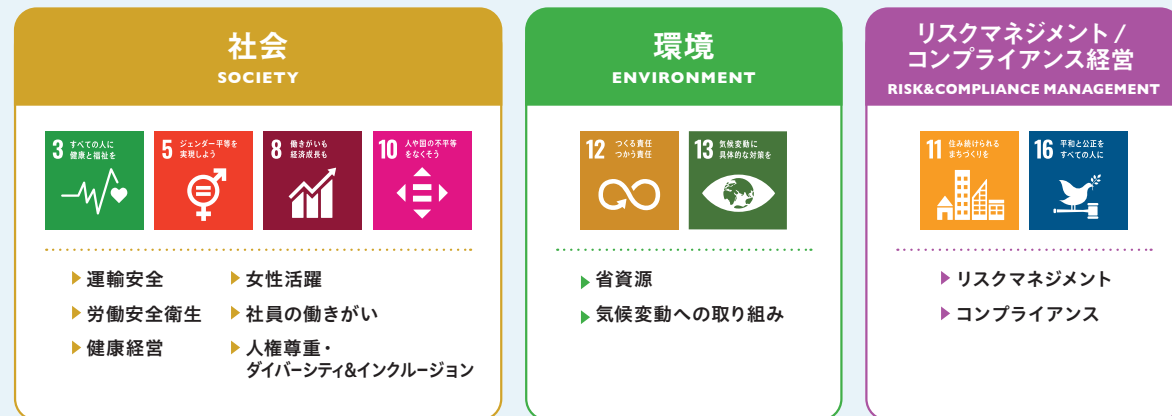 社会
SOCIETY
3 すべての人に
健康と福祉を
5 ジェンダー平等を
実現しよう
8 働きがいも
経済成長も
10 人や国の不平等
をなくそう
運輸安全
労働安全衛生
健康経営
女性活躍
社員の働きがい
人権尊重・
ダイバーシティ&インクルージョン
環境
ENVIRONMENT
12 つくる責任
つかう責任
13 気候変動に
具体的な対策を
省資源
気候変動への取り組み
リスクマネジメント /
コンプライアンス経営
RISK&COMPLIANCE MANAGEMENT
11 住み続けられる
まちづくりを
16 平和と公正を
すべての人に
リスクマネジメント
コンプライアンス